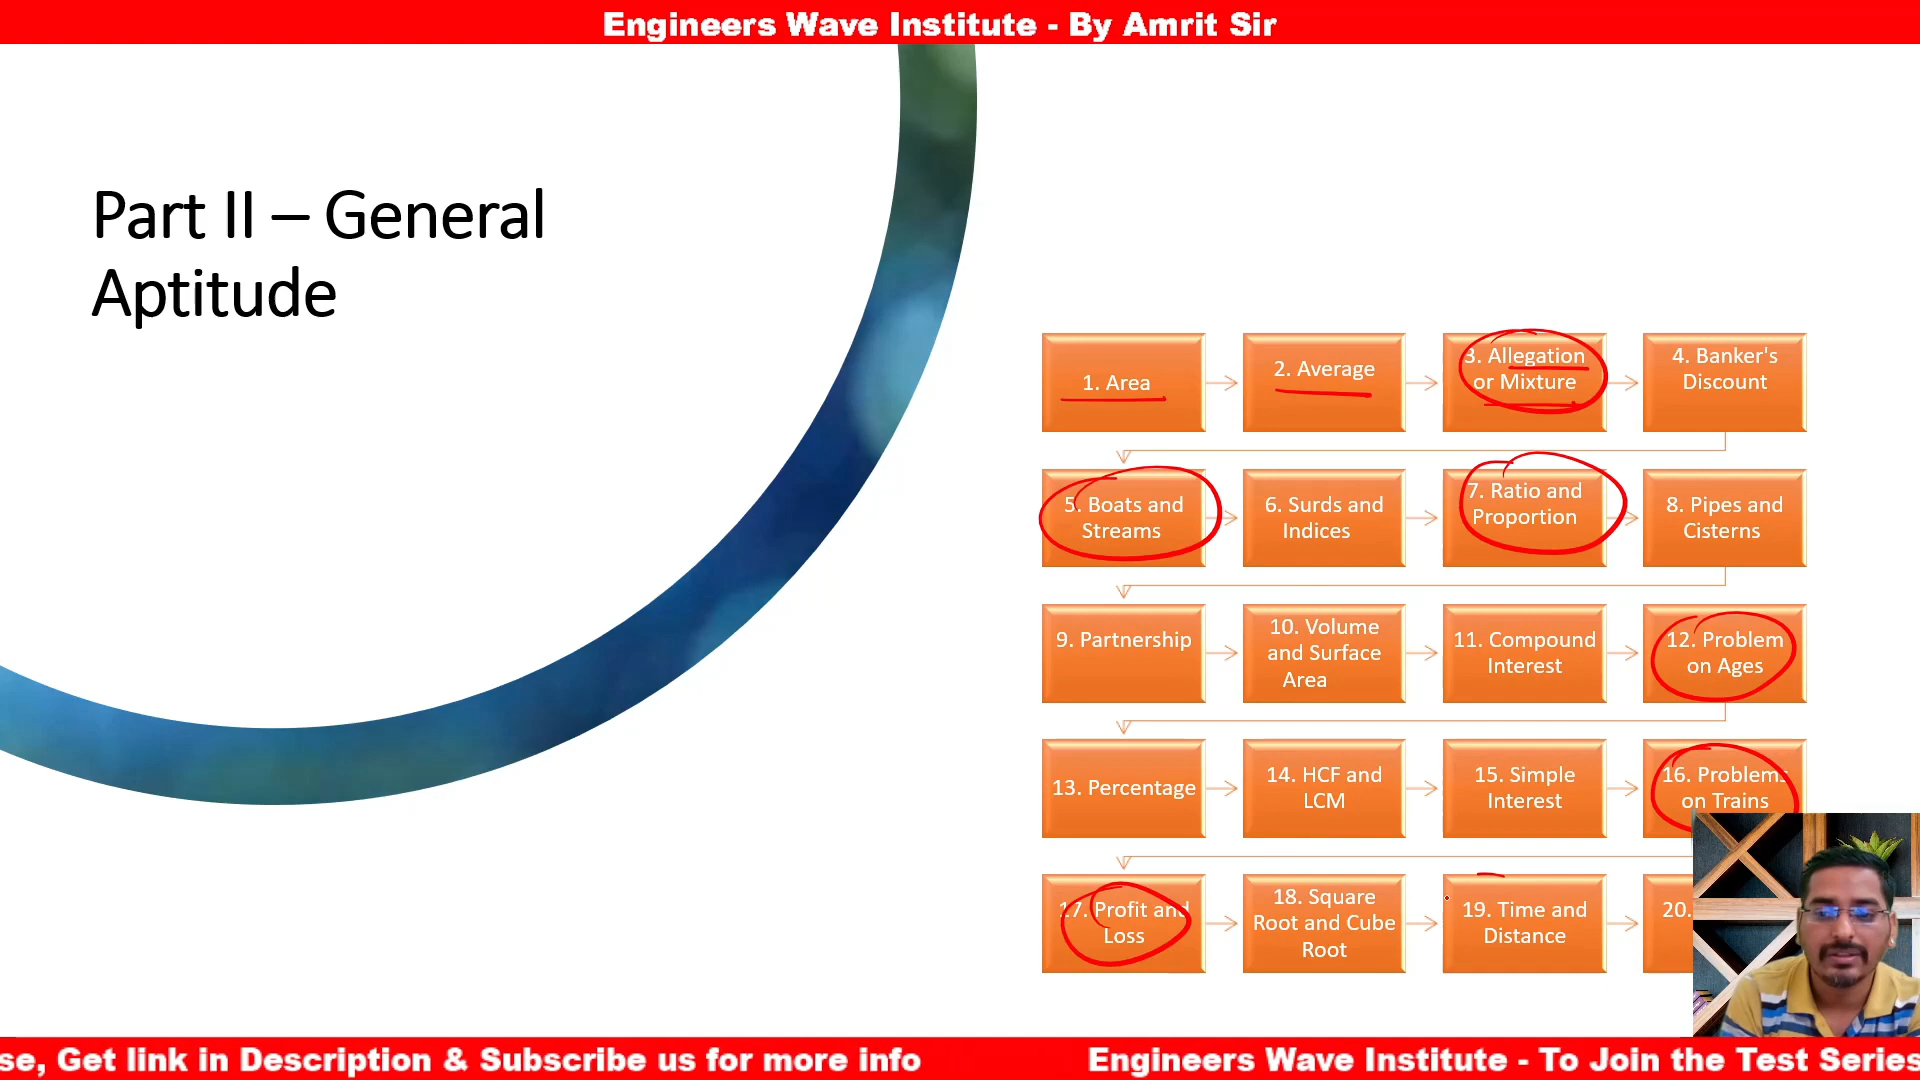 Engineers Wave Institute - By Amrit Sir
Part II – General
Aptitude
1. Area
2. Average
3. Allegation
or Mixture
4. Banker's
Discount
5. Boats and
Streams
6. Surds and
Indices
7. Ratio and
Proportion
8. Pipes and
Cisterns
9. Partnership
10. Volume
and Surface
Area
11. Compound
Interest
12. Problem
on Ages
13. Percentage
14. HCF and
LCM
15. Simple
Interest
16. Problems
on Trains
17. Profit and
Loss
18. Square
Root and Cube
Root
19. Time and
Distance
20.
se, Get link in Description & Subscribe us for more info
Engineers Wave Institute - To Join the Test Series